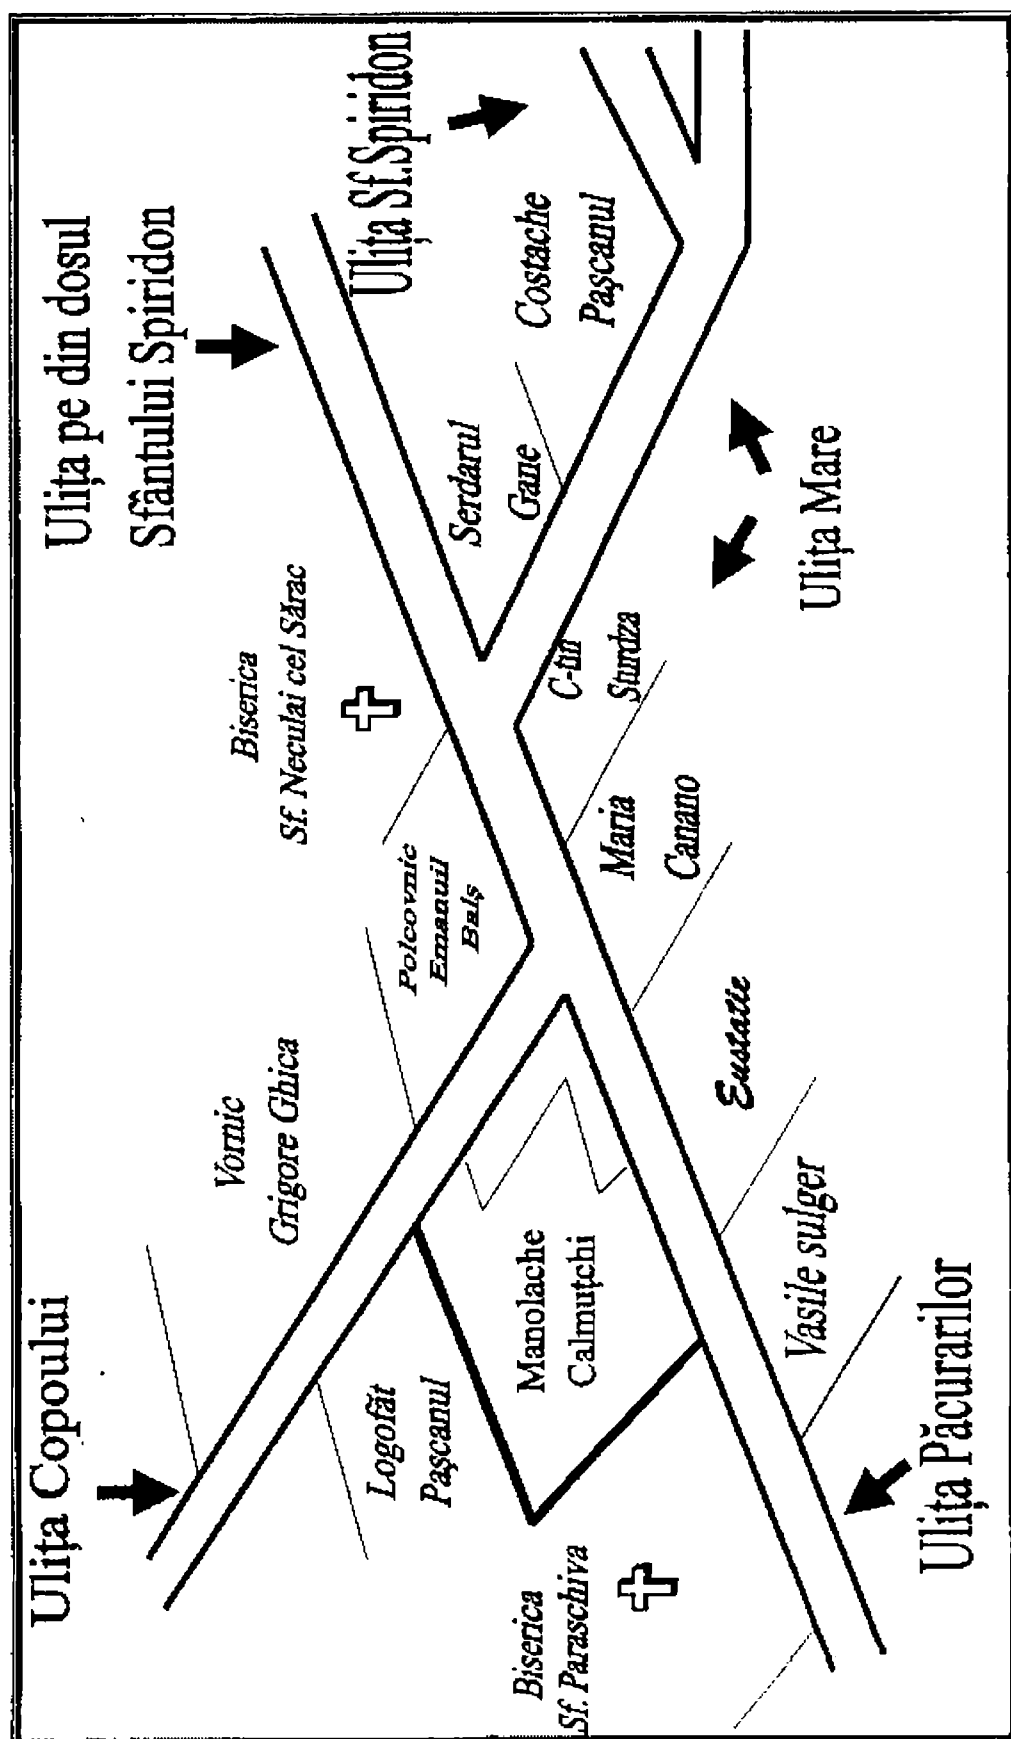 Ulița Copoului
Ulița pe din dosul
Sfântului Spiridon
Ulița Sf.Spiridon
Vornic
Grigore Ghica
Biserica
Sf. Neculai cel Sărac
Polcovnic
Emanuil
Balș
Serdarul
Gane
Costache
Pașcanul
Logofăt
Pașcanul
Manolache
Calmuțchi
C-tin
Sturdza
Maria
Canano
Eustatie
Vasile sulger
Biserica
Sf. Paraschiva
Ulița Mare
Ulița Păcurarilor